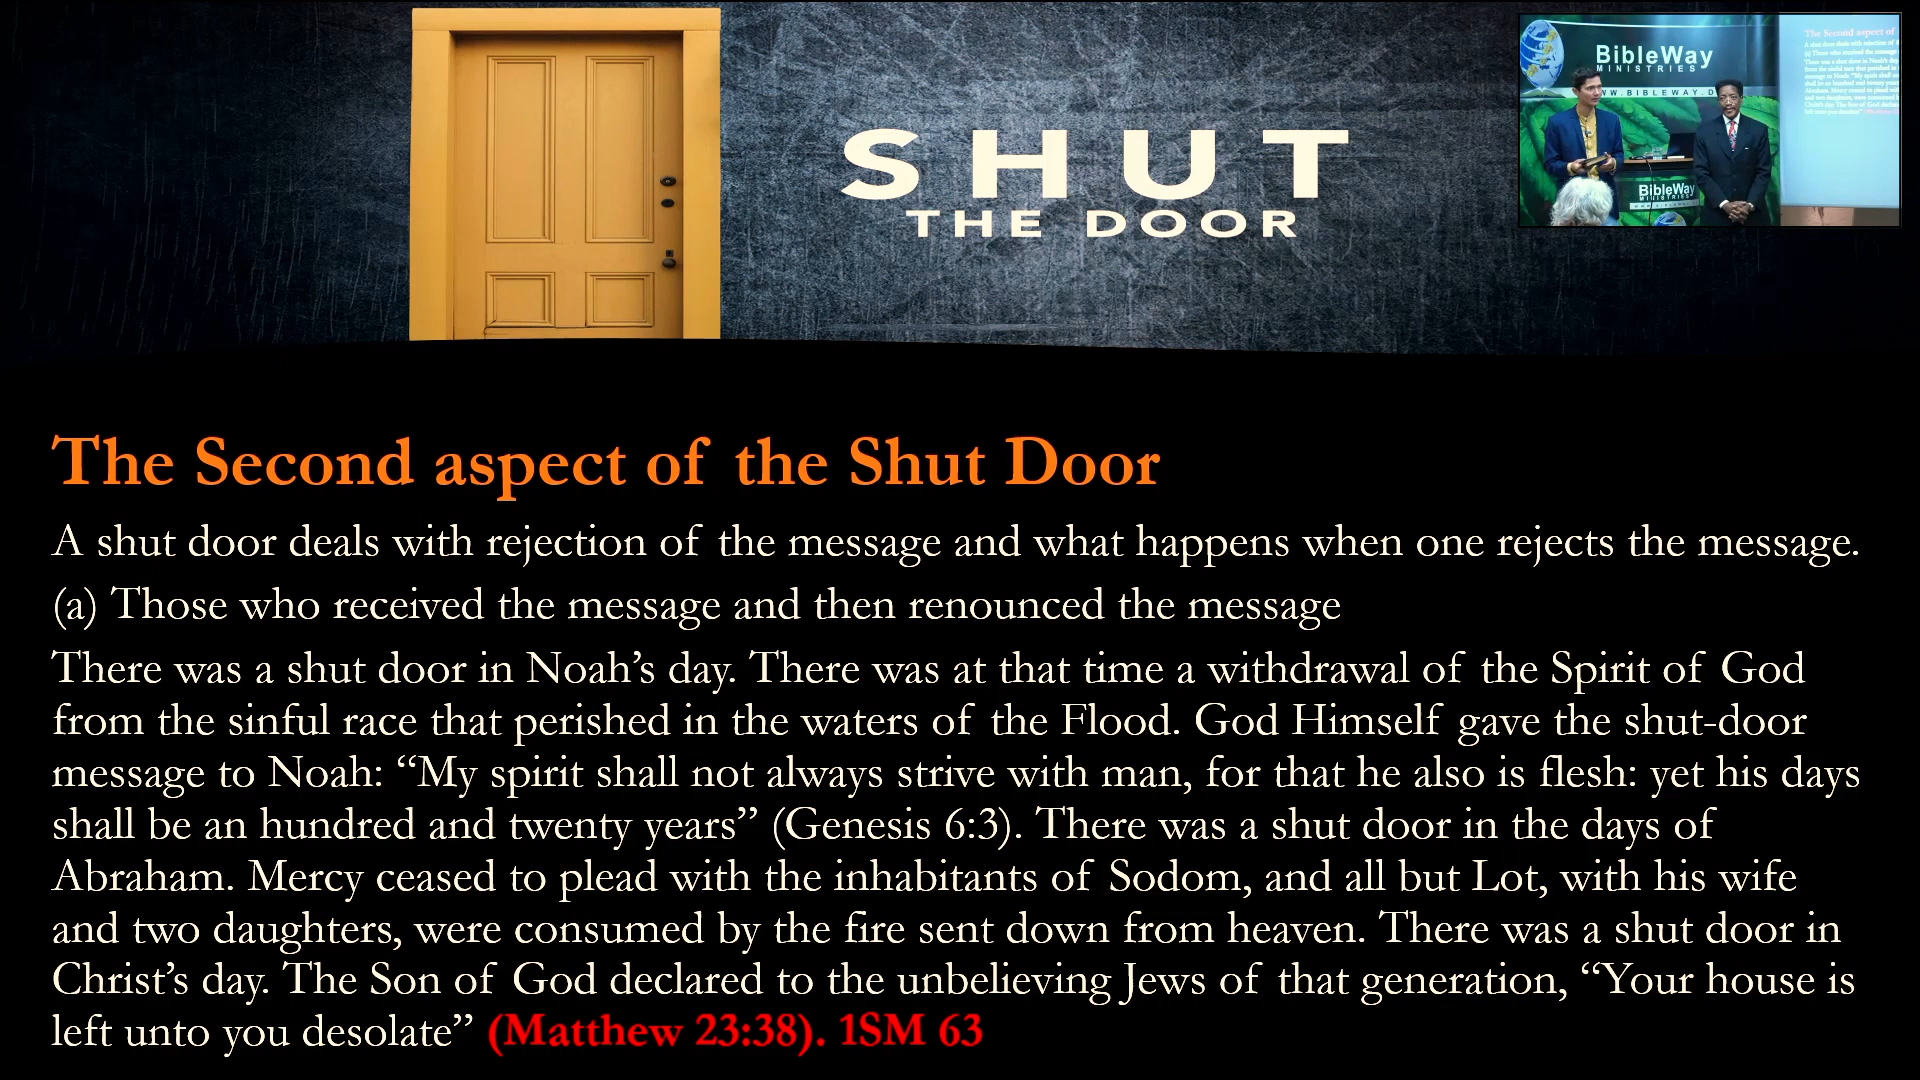 SHUT
THE DOOR
BibleWay
MINISTRIES
WWW.BIBLEWAY.D
BibleWay
MINISTRIES
The Second aspect of
The Second aspect of the Shut Door
A shut door deals with rejection of the message and what happens when one rejects the message.
(a) Those who received the message and then renounced the message
There was a shut door in Noah’s day. There was at that time a withdrawal of the Spirit of God
from the sinful race that perished in the waters of the Flood. God Himself gave the shut-door
message to Noah: “My spirit shall not always strive with man, for that he also is flesh: yet his days
shall be an hundred and twenty years” (Genesis 6:3). There was a shut door in the days of
Abraham. Mercy ceased to plead with the inhabitants of Sodom, and all but Lot, with his wife
and two daughters, were consumed by the fire sent down from heaven. There was a shut door in
Christ’s day. The Son of God declared to the unbelieving Jews of that generation, “Your house is
left unto you desolate” (Matthew 23:38). 1SM 63